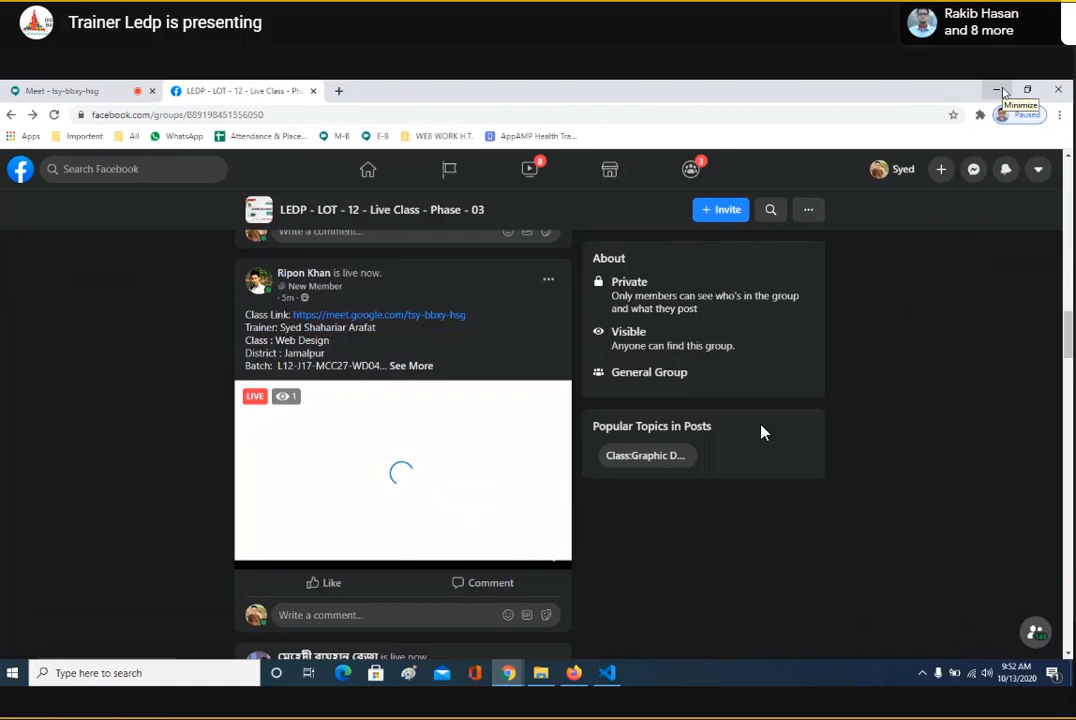 Trainer Ledp is presenting
Rakib Hasan
and 8 more
Meet - tsy-bbxy-hsg
LEDP - LOT - 12 - Live Class - Pha
Minimize
facebook.com/groups/889198451556050
Paused
Apps
Importent
All
WhatsApp
Attendance & Place...
M-B
E-B
WEB WORK H.T.
AppAMP Health Tra...
Search Facebook
8
3
Syed
LEDP - LOT - 12 - Live Class - Phase - 03
+ Invite
Write a comment...
Ripon Khan is live now.
New Member
· 5m ·
Class Link: https://meet.google.com/tsy-bbxy-hsg
Trainer: Syed Shahariar Arafat
Class : Web Design
District : Jamalpur
Batch: L12-J17-MCC27-WD04... See More
LIVE
1
Like
Comment
Write a comment...
is live now.
About
Private
Only members can see who's in the group
and what they post
Visible
Anyone can find this group.
General Group
Popular Topics in Posts
Class:Graphic D...
141
Type here to search
9:52 AM
10/13/2020
1